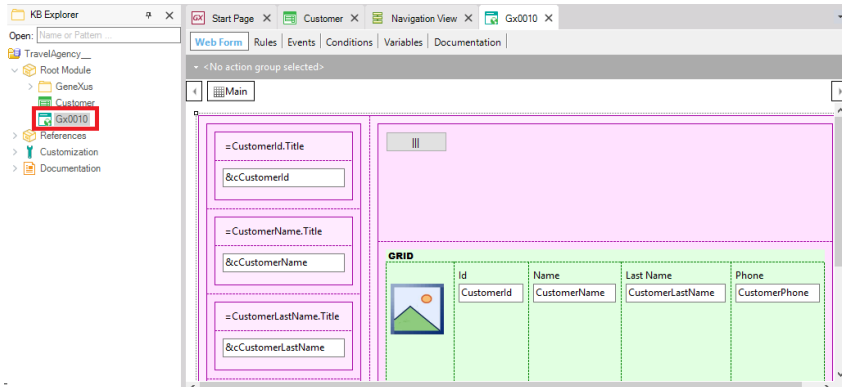 KB Explorer
Open: Name or Pattern ...
TravelAgency__
Root Module
GeneXus
Customer
Gx0010
References
Customization
Documentation
GX Start Page X Customer X Navigation View X Gx0010 X
Web Form Rules Events Conditions Variables Documentation
<No action group selected>
Main
=CustomerId.Title
&cCustomerId
=CustomerName.Title
&cCustomerName
=CustomerLastName.Title
&cCustomerLastName
|||
GRID
Id Name Last Name Phone
CustomerId CustomerName CustomerLastName CustomerPhone